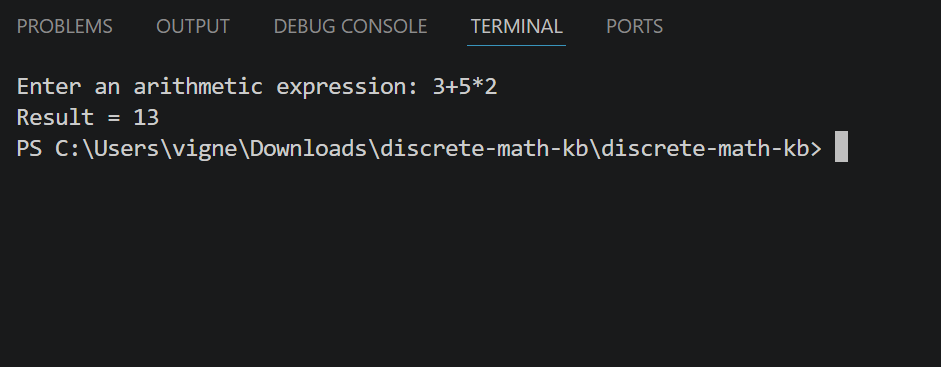 PROBLEMS OUTPUT DEBUG CONSOLE TERMINAL PORTS
Enter an arithmetic expression: 3+5*2
Result = 13
PS C:\Users\vigne\Downloads\discrete-math-kb\discrete-math-kb>